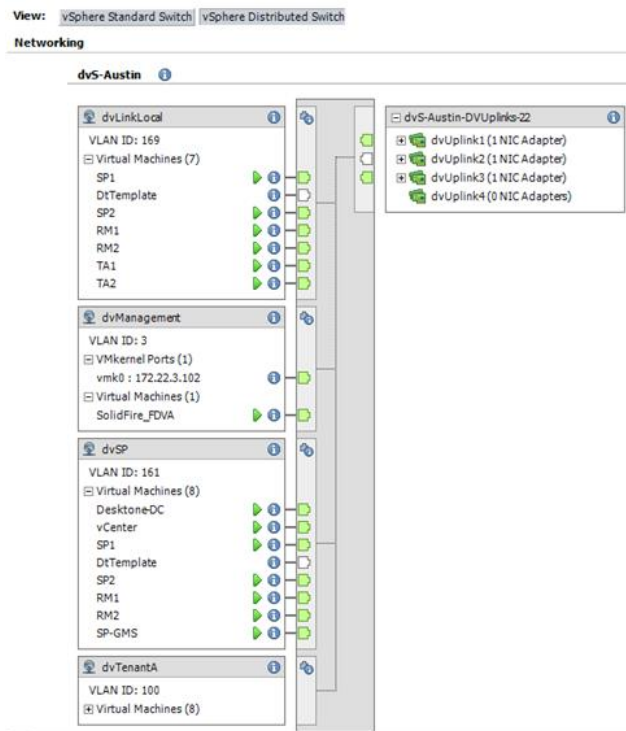 View: vSphere Standard Switch vSphere Distributed Switch
Networking
dvS-Austin
dvLinkLocal
VLAN ID: 169
Virtual Machines (7)
SP1
DtTemplate
SP2
RM1
RM2
TA1
TA2
dvManagement
VLAN ID: 3
VMkernel Ports (1)
vmk0 : 172.22.3.102
Virtual Machines (1)
SolidFire_FDVA
dvSP
VLAN ID: 161
Virtual Machines (8)
Desktone-DC
vCenter
SP1
DtTemplate
SP2
RM1
RM2
SP-GMS
dvTenantA
VLAN ID: 100
Virtual Machines (8)
dvS-Austin-DVUplinks-22
dvUplink1 (1 NIC Adapter)
dvUplink2 (1 NIC Adapter)
dvUplink3 (1 NIC Adapter)
dvUplink4 (0 NIC Adapters)